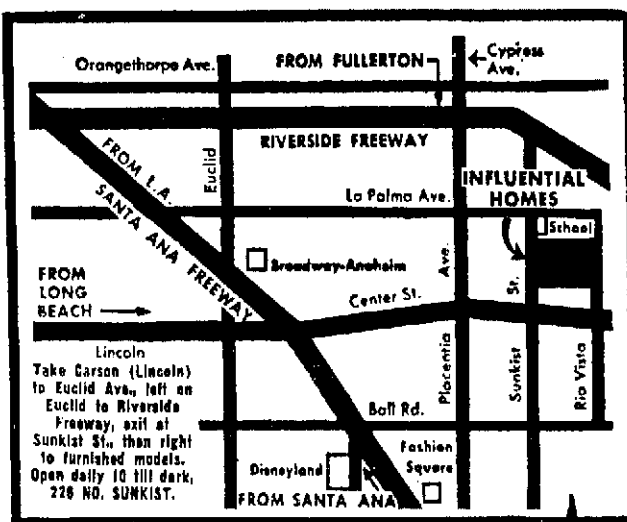 Orangethorpe Ave.
FROM FULLERTON
Cypress
Ave.
RIVERSIDE FREEWAY
FROM L.A.
SANTA ANA FREEWAY
Euclid
La Palma Ave.
INFLUENTIAL
HOMES
School
Broadway-Anaheim
Ave.
St.
FROM
LONG
BEACH
Center St.
Lincoln
Placentia
Sunkist
Rio Vista
Take Carson (Lincoln)
to Euclid Ave., left on
Euclid to Riverside
Freeway, exit at
Sunkist St., then right
to furnished models.
Open daily 10 till dark,
226 NO. SUNKIST.
Ball Rd.
Disneyland
Fashion
Square
FROM SANTA ANA